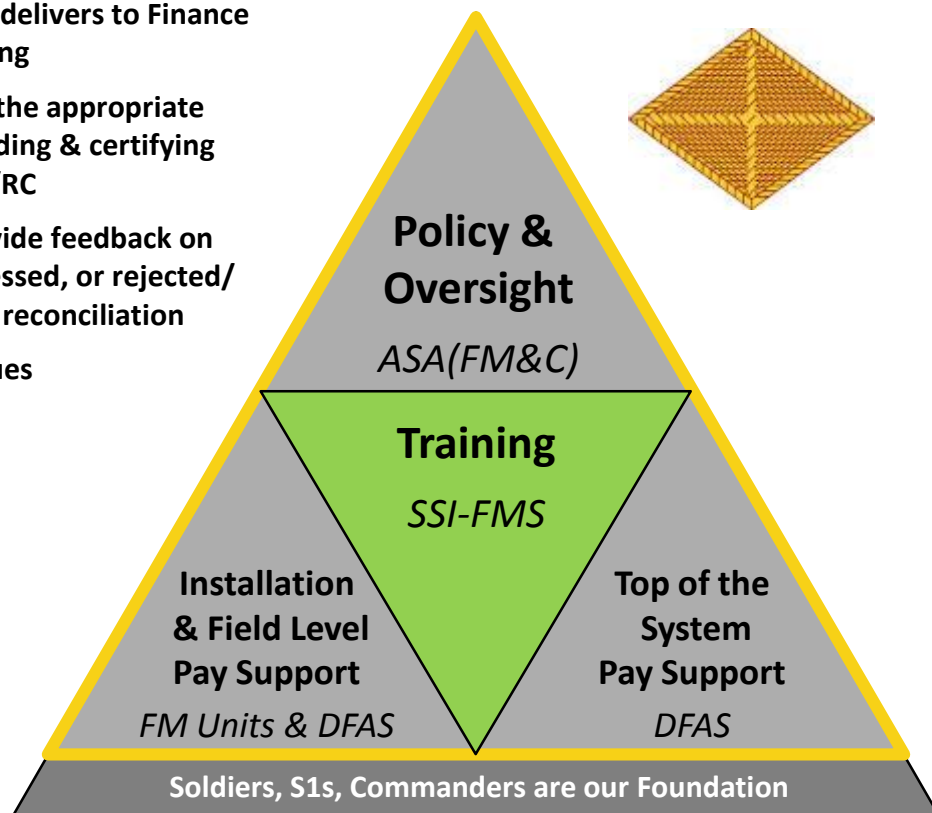 delivers to Finance
ng
the appropriate
ding & certifying
/RC
vide feedback on
essed, or rejected/
reconciliation
ues
Policy &
Oversight
ASA(FM&C)
Training
SSI-FMS
Installation
& Field Level
Pay Support
FM Units & DFAS
Top of the
System
Pay Support
DFAS
Soldiers, S1s, Commanders are our Foundation